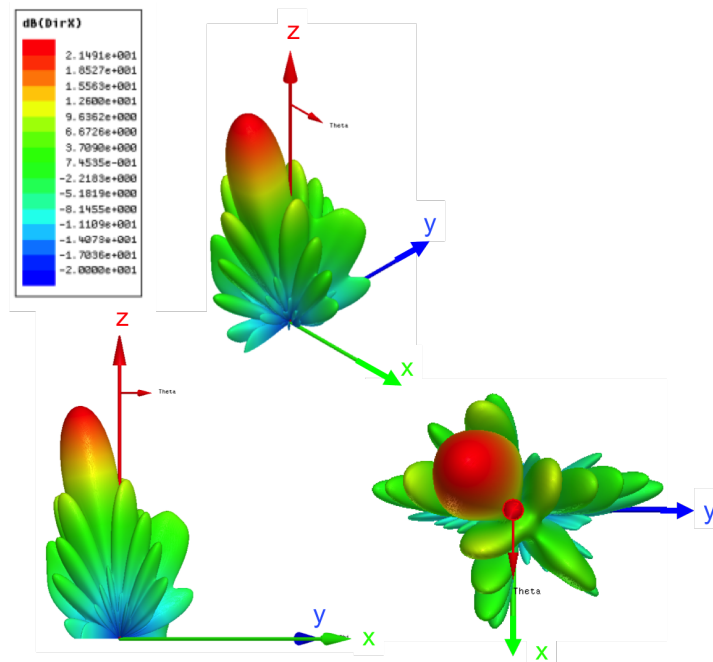 dB(DirX)
2.1491e+001
1.8527e+001
1.5563e+001
1.2600e+001
9.6362e+000
6.6726e+000
3.7090e+000
7.4535e-001
-2.2183e+000
-5.1819e+000
-8.1455e+000
-1.1109e+001
-1.4073e+001
-1.7036e+001
-2.0000e+001
z
Theta
y
x
z
Theta
y
x
y
Theta
x